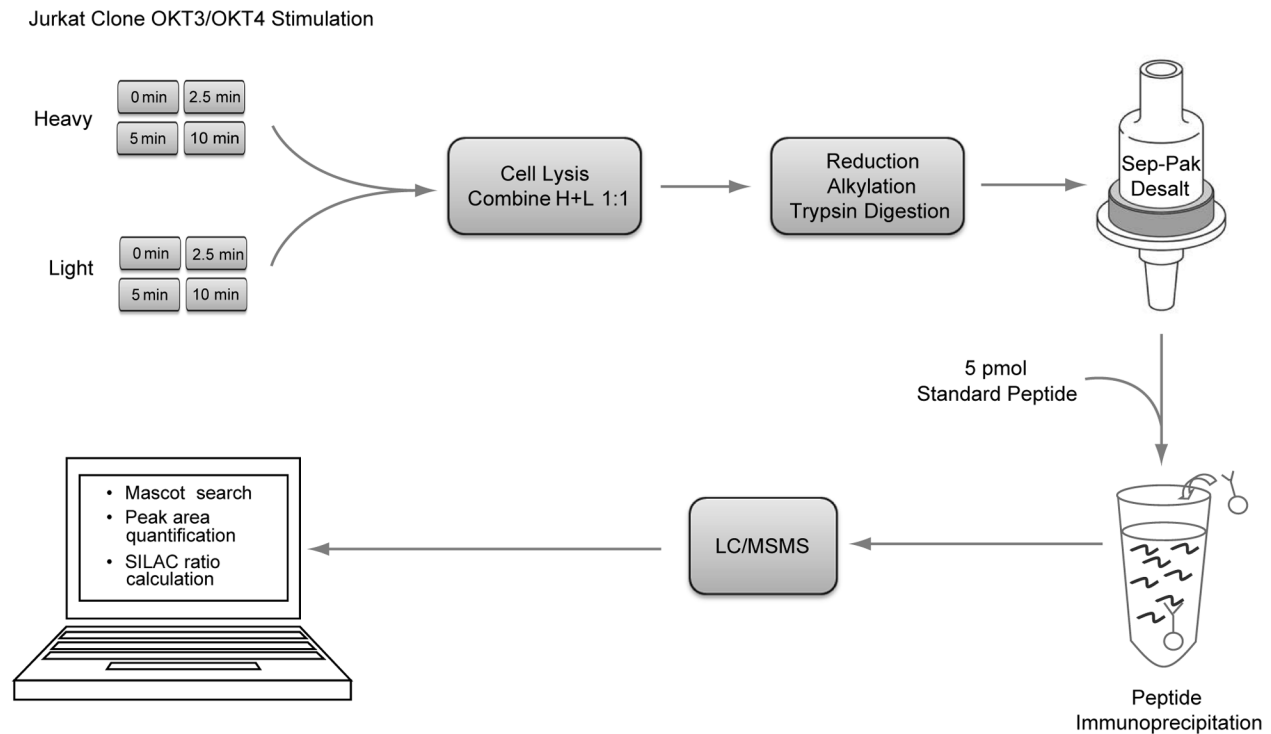 Jurkat Clone OKT3/OKT4 Stimulation
Heavy
0 min 2.5 min
5 min 10 min
Light
0 min 2.5 min
5 min 10 min
Cell Lysis
Combine H+L 1:1
Reduction
Alkylation
Trypsin Digestion
Sep-Pak
Desalt
5 pmol
Standard Peptide
Peptide
Immunoprecipitation
LC/MSMS
• Mascot search
• Peak area
quantification
• SILAC ratio
calculation